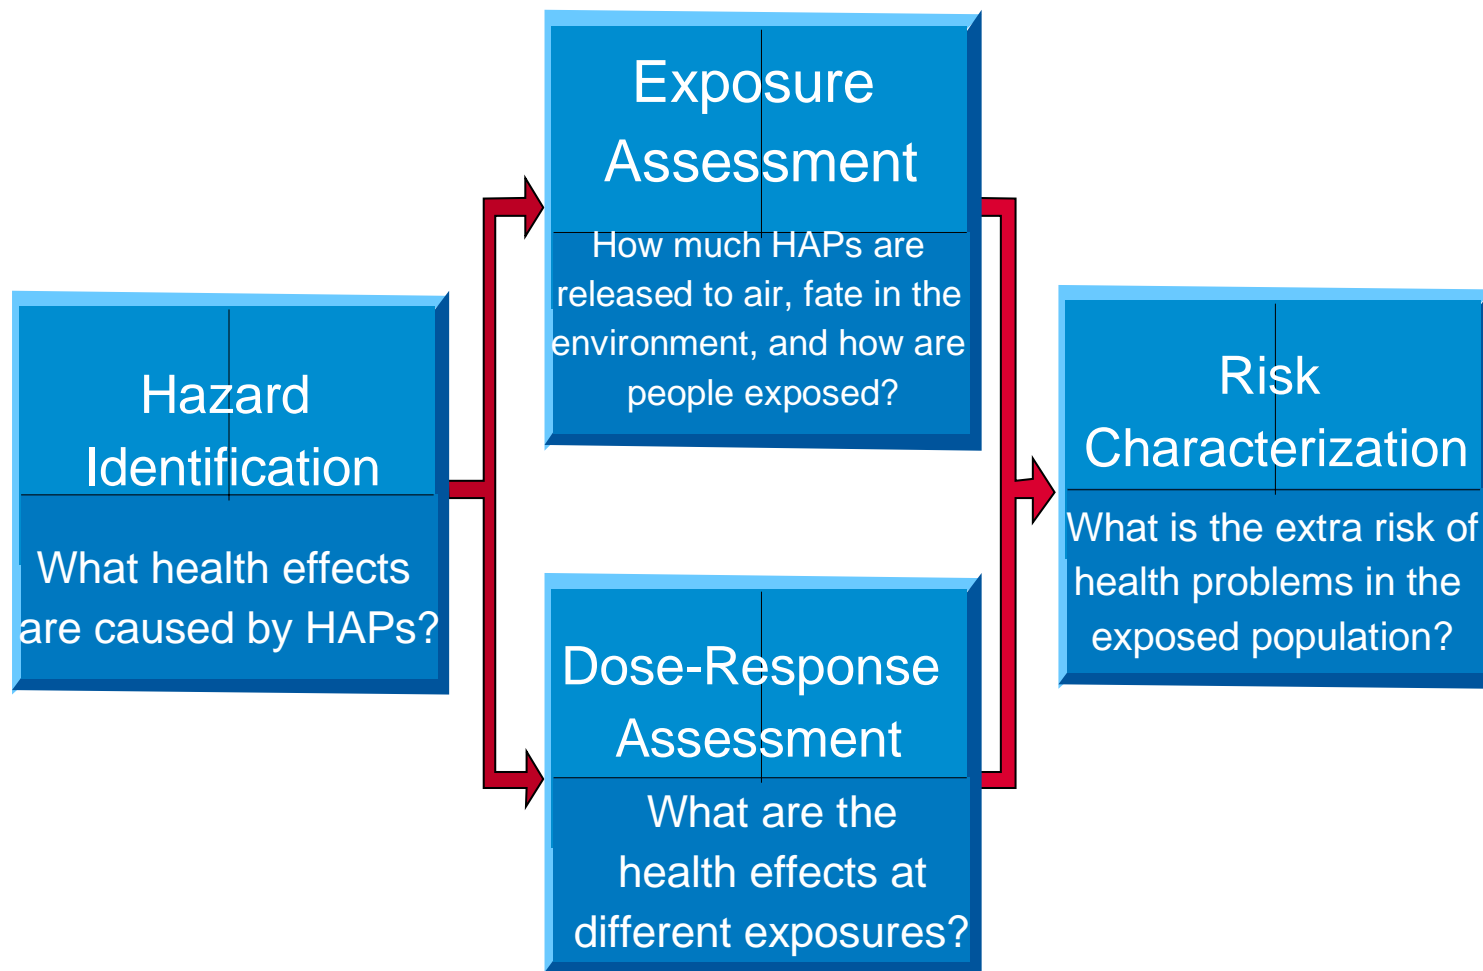 Hazard
Identification
What health effects
are caused by HAPs?
Exposure
Assessment
How much HAPs are
released to air, fate in the
environment, and how are
people exposed?
Dose-Response
Assessment
What are the
health effects at
different exposures?
Risk
Characterization
What is the extra risk of
health problems in the
exposed population?